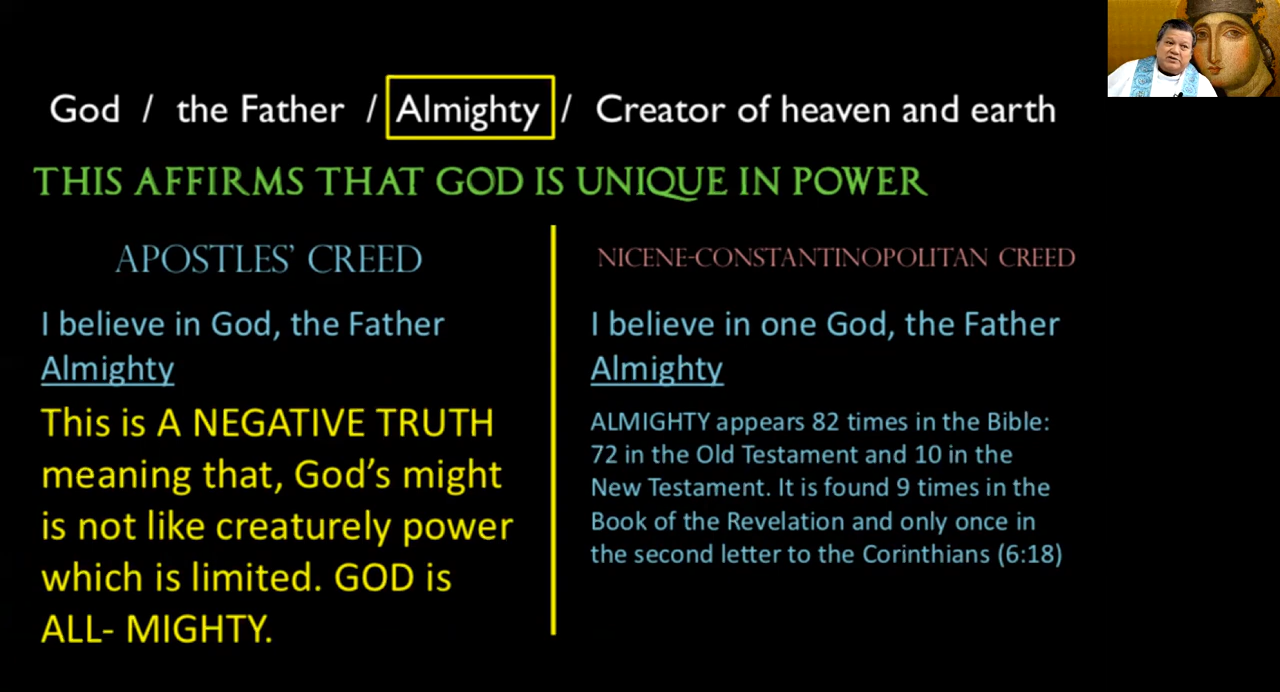 God / the Father / Almighty / Creator of heaven and earth
THIS AFFIRMS THAT GOD IS UNIQUE IN POWER
APOSTLES’ CREED
I believe in God, the Father
Almighty
This is A NEGATIVE TRUTH
meaning that, God’s might
is not like creaturely power
which is limited. GOD is
ALL- MIGHTY.
NICENE-CONSTANTINOPOLITAN CREED
I believe in one God, the Father
Almighty
ALMIGHTY appears 82 times in the Bible:
72 in the Old Testament and 10 in the
New Testament. It is found 9 times in the
Book of the Revelation and only once in
the second letter to the Corinthians (6:18)